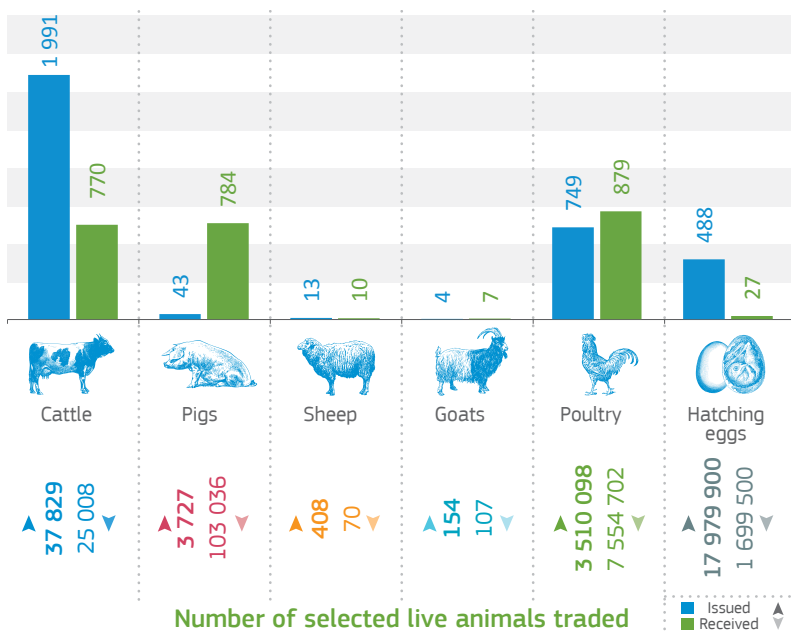 1 991
770
43
784
13
10
4
7
749
879
488
27
Cattle
Pigs
Sheep
Goats
Poultry
Hatching
eggs
37 829
25 008
3 727
103 036
408
70
154
107
3 510 098
7 554 702
17 979 900
1 699 500
Number of selected live animals traded
Issued
Received